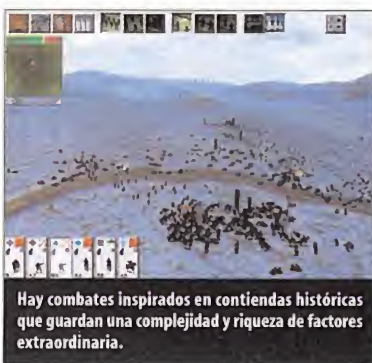 Hay combates inspirados en contiendas históricas
que guardan una complejidad y riqueza de factores
extraordinaria.